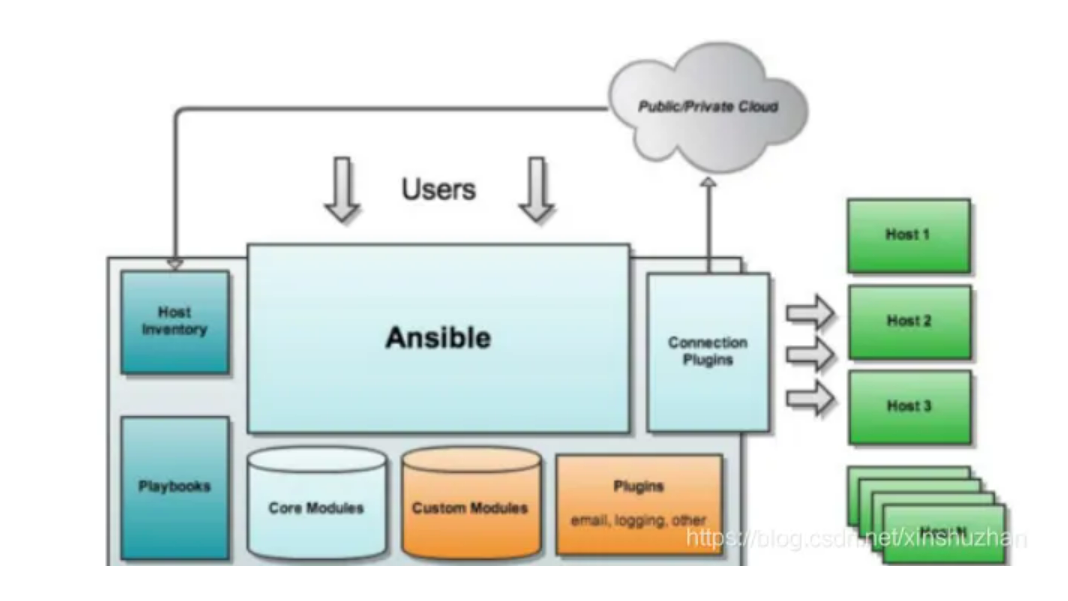 Public/Private Cloud
Users
Host 1
Host
Inventory
Ansible
Connection
Plugins
Host 2
Host 3
Playbooks
Core Modules
Custom Modules
Plugins
email, logging, other
https://blog.csdn.net/xinshuzhan